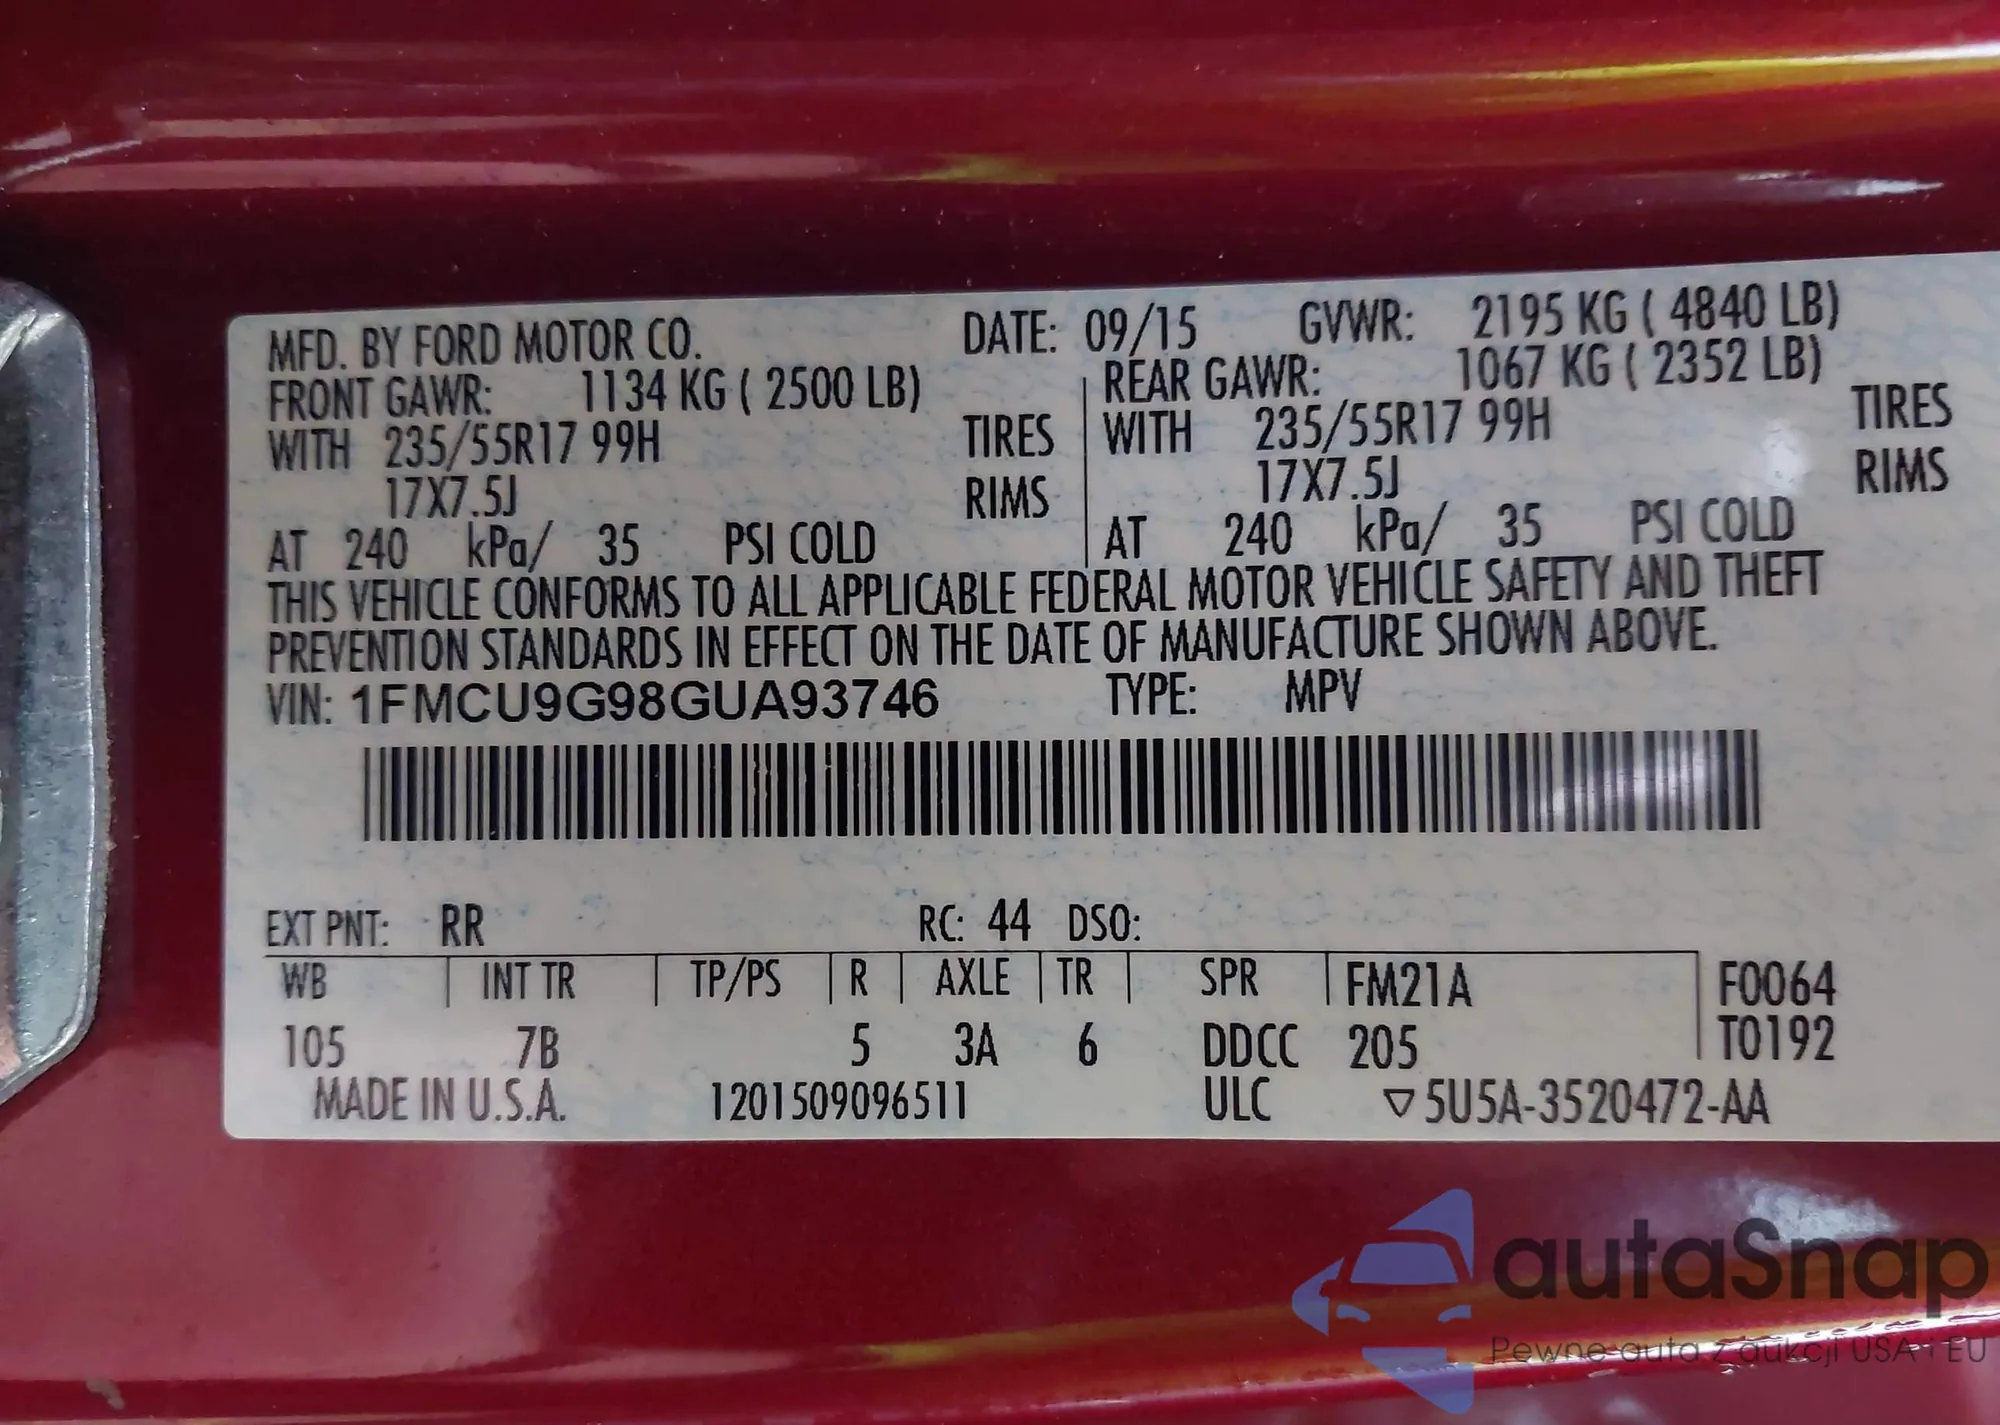 MFD. BY FORD MOTOR CO. DATE: 09/15 GVWR: 2195 KG ( 4840 LB)
FRONT GAWR: 1134 KG ( 2500 LB) REAR GAWR: 1067 KG ( 2352 LB)
WITH 235/55R17 99H TIRES WITH 235/55R17 99H TIRES
17X7.5J RIMS 17X7.5J RIMS
AT 240 kPa/ 35 PSI COLD AT 240 kPa/ 35 PSI COLD
THIS VEHICLE CONFORMS TO ALL APPLICABLE FEDERAL MOTOR VEHICLE SAFETY AND THEFT
PREVENTION STANDARDS IN EFFECT ON THE DATE OF MANUFACTURE SHOWN ABOVE.
VIN: 1FMCU9G98GUA93746 TYPE: MPV
EXT PNT: RR RC: 44 DSO:
WB INT TR TP/PS R AXLE TR SPR FM21A F0064
105 7B 5 3A 6 DDCC 205 T0192
MADE IN U.S.A. 1201509096511 ULC ▽5U5A-3520472-AA
autaSnap
Pewne auta z aukcji USA i EU